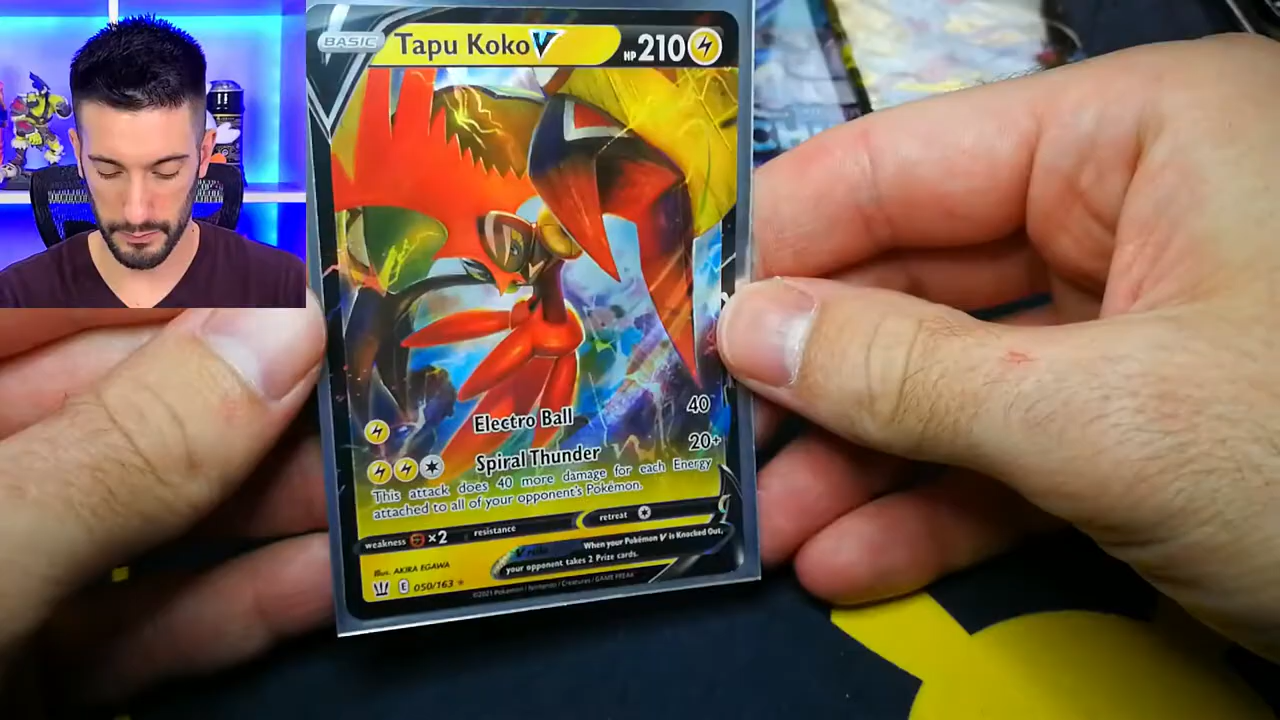 BASIC Tapu Koko V HP 210
Electro Ball 40
Spiral Thunder 20+
This attack does 40 more damage for each Energy
attached to all of your opponent's Pokémon.
weakness ×2 resistance retreat
V rule When your Pokémon V is Knocked Out,
your opponent takes 2 Prize cards.
Illus. AKIRA EGAWA
E 050/163 ★
©2021 Pokémon / Nintendo / Creatures / GAME FREAK